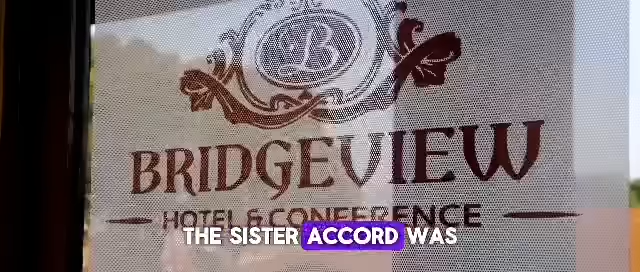 B
BRIDGEVIEW
HOTEL & CONFERENCE
THE SISTER ACCORD WAS